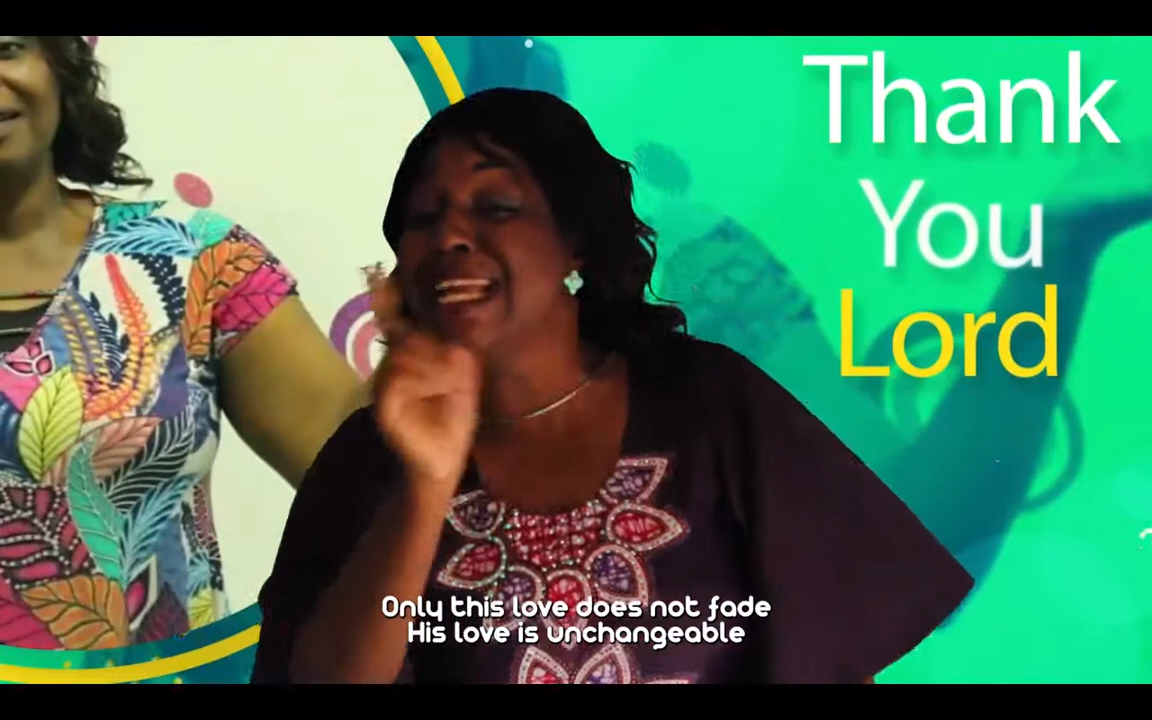 Thank
You
Lord
Only this love does not fade
His love is unchangeable